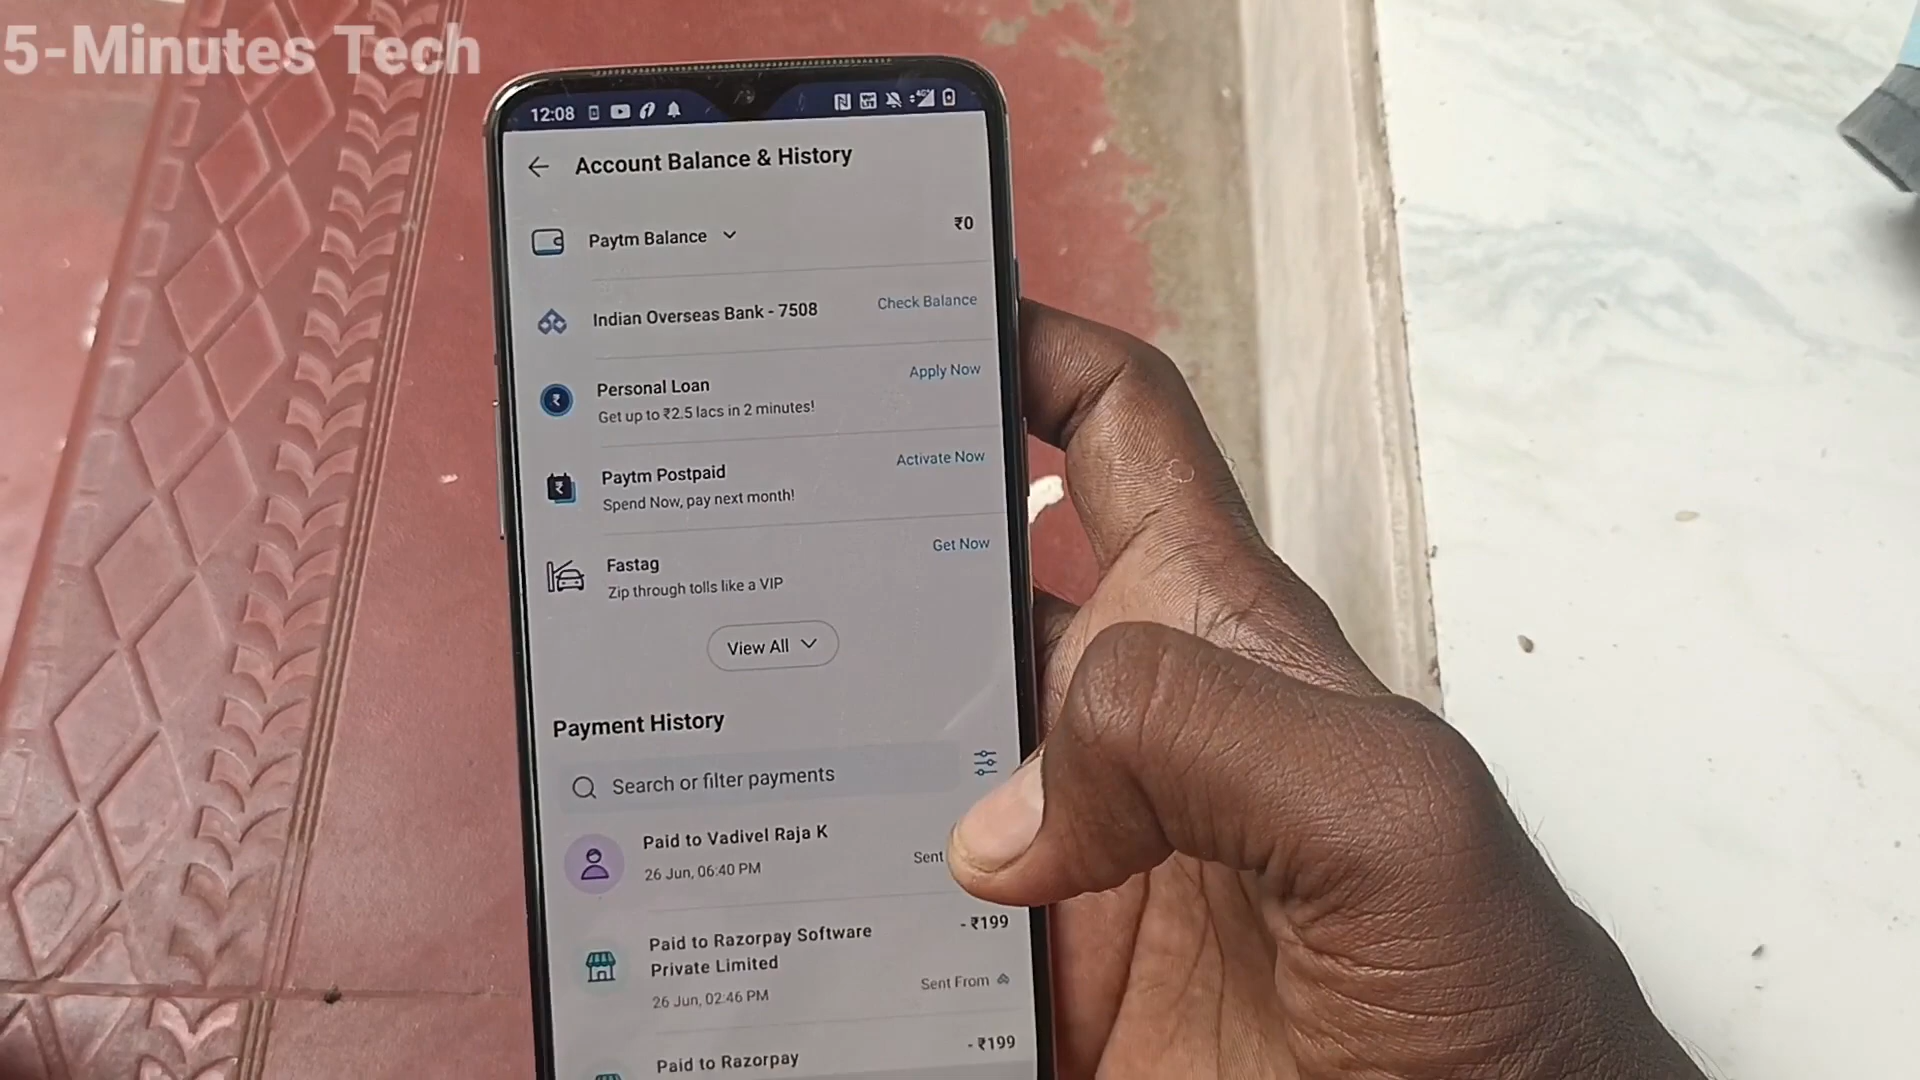 5-Minutes Tech
12:08
Account Balance & History
Paytm Balance
₹0
Indian Overseas Bank - 7508
Check Balance
Personal Loan
Apply Now
Get up to ₹2.5 lacs in 2 minutes!
Paytm Postpaid
Activate Now
Spend Now, pay next month!
Fastag
Get Now
Zip through tolls like a VIP
View All
Payment History
Search or filter payments
Paid to Vadivel Raja K
26 Jun, 06:40 PM
Sent
Paid to Razorpay Software
Private Limited
- ₹199
26 Jun, 02:46 PM
Sent From
Paid to Razorpay
- ₹199